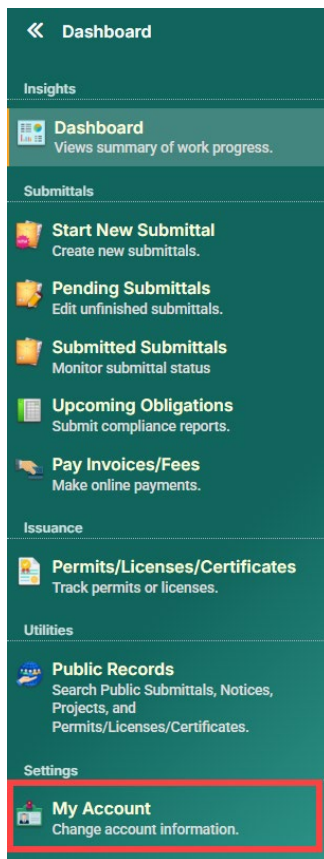 Dashboard
Insights
Dashboard
Views summary of work progress.
Submittals
Start New Submittal
Create new submittals.
Pending Submittals
Edit unfinished submittals.
Submitted Submittals
Monitor submittal status
Upcoming Obligations
Submit compliance reports.
Pay Invoices/Fees
Make online payments.
Issuance
Permits/Licenses/Certificates
Track permits or licenses.
Utilities
Public Records
Search Public Submittals, Notices,
Projects, and
Permits/Licenses/Certificates.
Settings
My Account
Change account information.